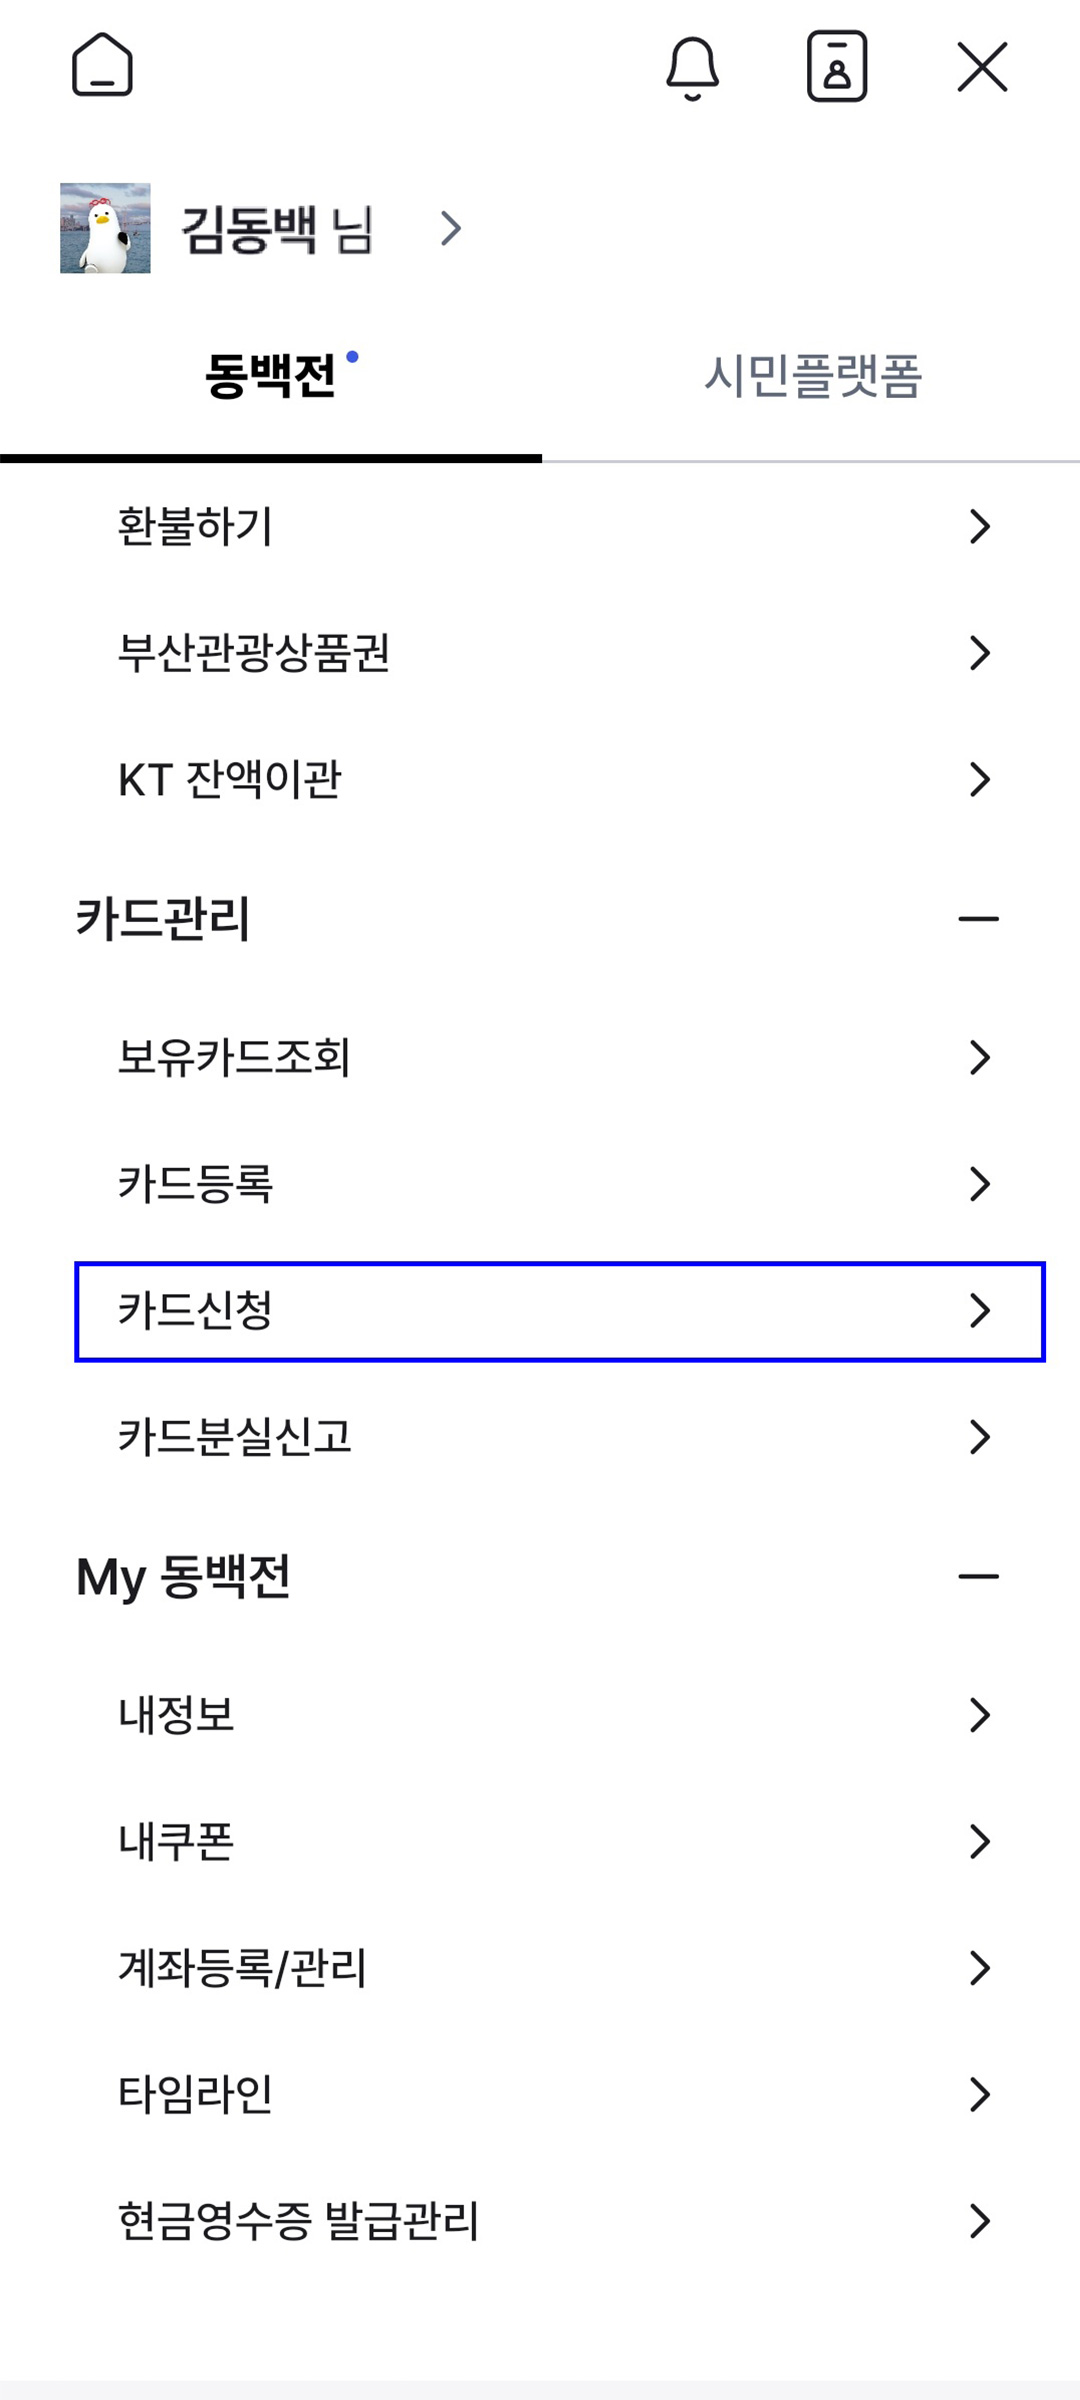 김동백 님
동백전
시민플랫폼
환불하기
부산관광상품권
KT 잔액이관
카드관리
보유카드조회
카드등록
카드신청
카드분실신고
My 동백전
내정보
내쿠폰
계좌등록/관리
타임라인
현금영수증 발급관리